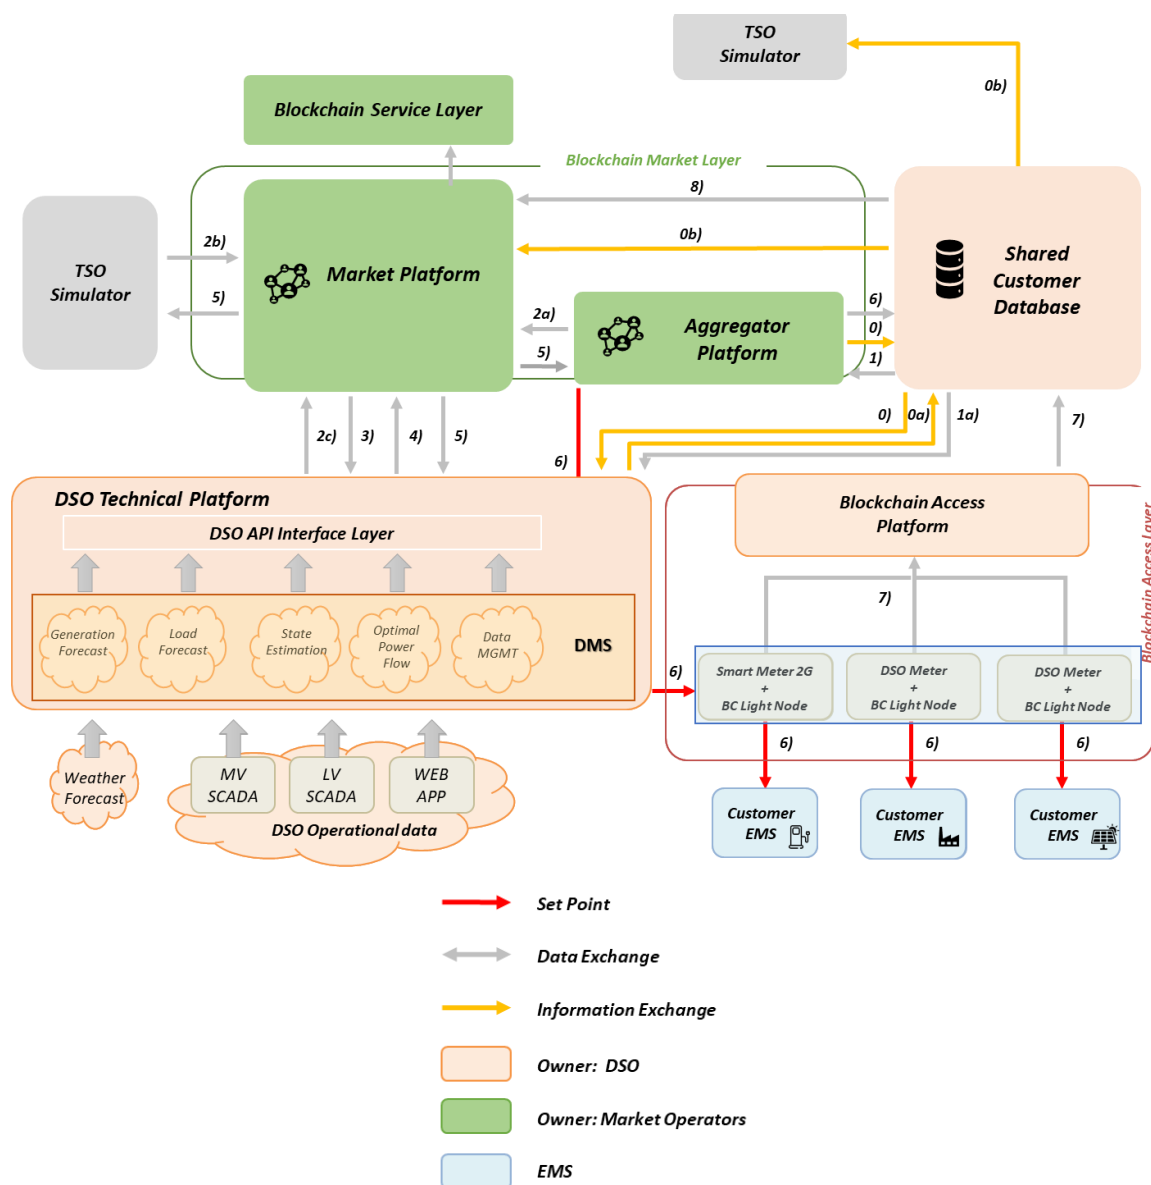 TSO
Simulator
0b)
Blockchain Service Layer
Blockchain Market Layer
8)
2b)
0b)
TSO
Simulator
Market Platform
Shared
Customer
Database
5)
2a)
6)
Aggregator
Platform
0)
5)
1)
2c)
3)
4)
5)
6)
0)
0a)
1a)
7)
DSO Technical Platform
DSO API Interface Layer
Blockchain Access
Platform
Blockchain Access Layer
7)
Generation
Forecast
Load
Forecast
State
Estimation
Optimal
Power
Flow
Data
MGMT
DMS
6)
Smart Meter 2G
+
BC Light Node
DSO Meter
+
BC Light Node
DSO Meter
+
BC Light Node
6)
6)
6)
Weather
Forecast
MV
SCADA
LV
SCADA
WEB
APP
DSO Operational data
Customer
EMS
Customer
EMS
Customer
EMS
Set Point
Data Exchange
Information Exchange
Owner: DSO
Owner: Market Operators
EMS